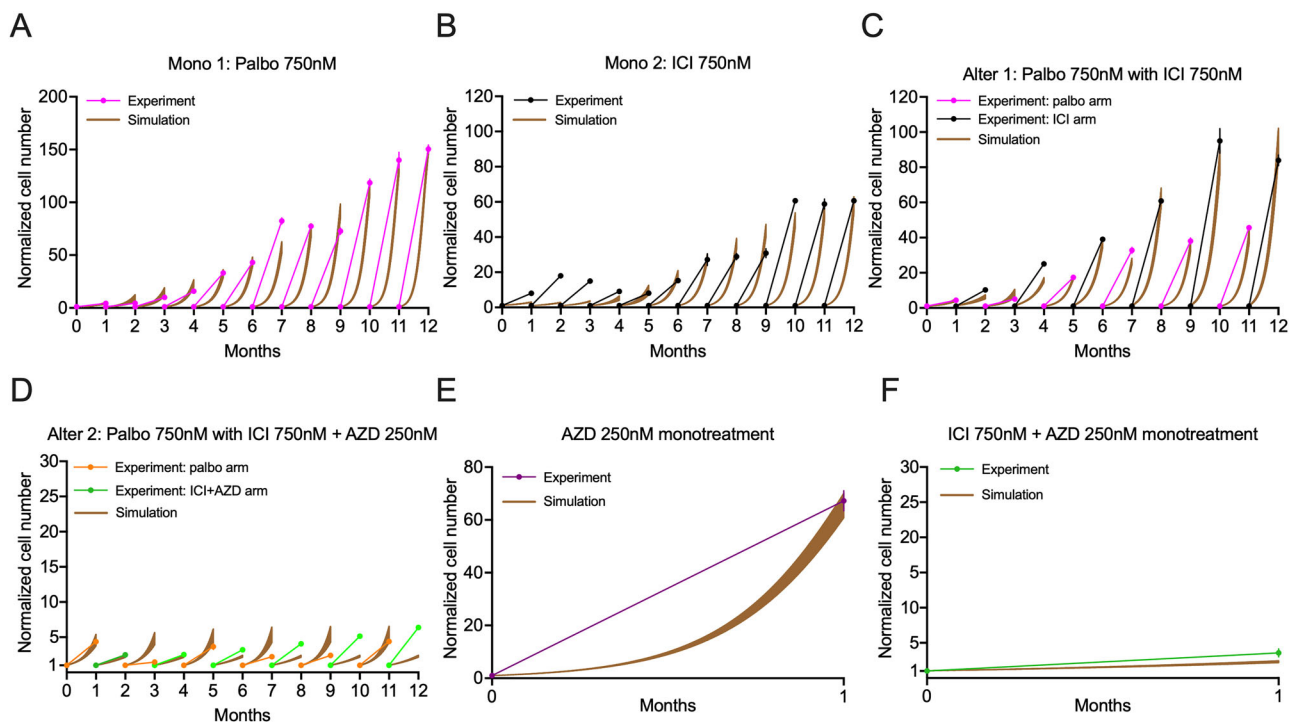 A
Mono 1: Palbo 750nM
Normalized cell number
200
150
100
50
0
Experiment
Simulation
0 1 2 3 4 5 6 7 8 9 10 11 12
Months
B
Mono 2: ICI 750nM
Normalized cell number
120
100
80
60
40
20
0
Experiment
Simulation
0 1 2 3 4 5 6 7 8 9 10 11 12
Months
C
Alter 1: Palbo 750nM with ICI 750nM
Normalized cell number
120
100
80
60
40
20
0
Experiment: palbo arm
Experiment: ICI arm
Simulation
0 1 2 3 4 5 6 7 8 9 10 11 12
Months
D
Alter 2: Palbo 750nM with ICI 750nM + AZD 250nM
Normalized cell number
30
25
20
5
10
5
1
Experiment: palbo arm
Experiment: ICI+AZD arm
Simulation
0 1 2 3 4 5 6 7 8 9 10 11 12
Months
E
AZD 250nM monotreatment
Normalized cell number
80
60
40
20
0
Experiment
Simulation
0 1
Months
F
ICI 750nM + AZD 250nM monotreatment
Normalized cell number
30
25
20
5
10
5
1
Experiment
Simulation
0 1
Months